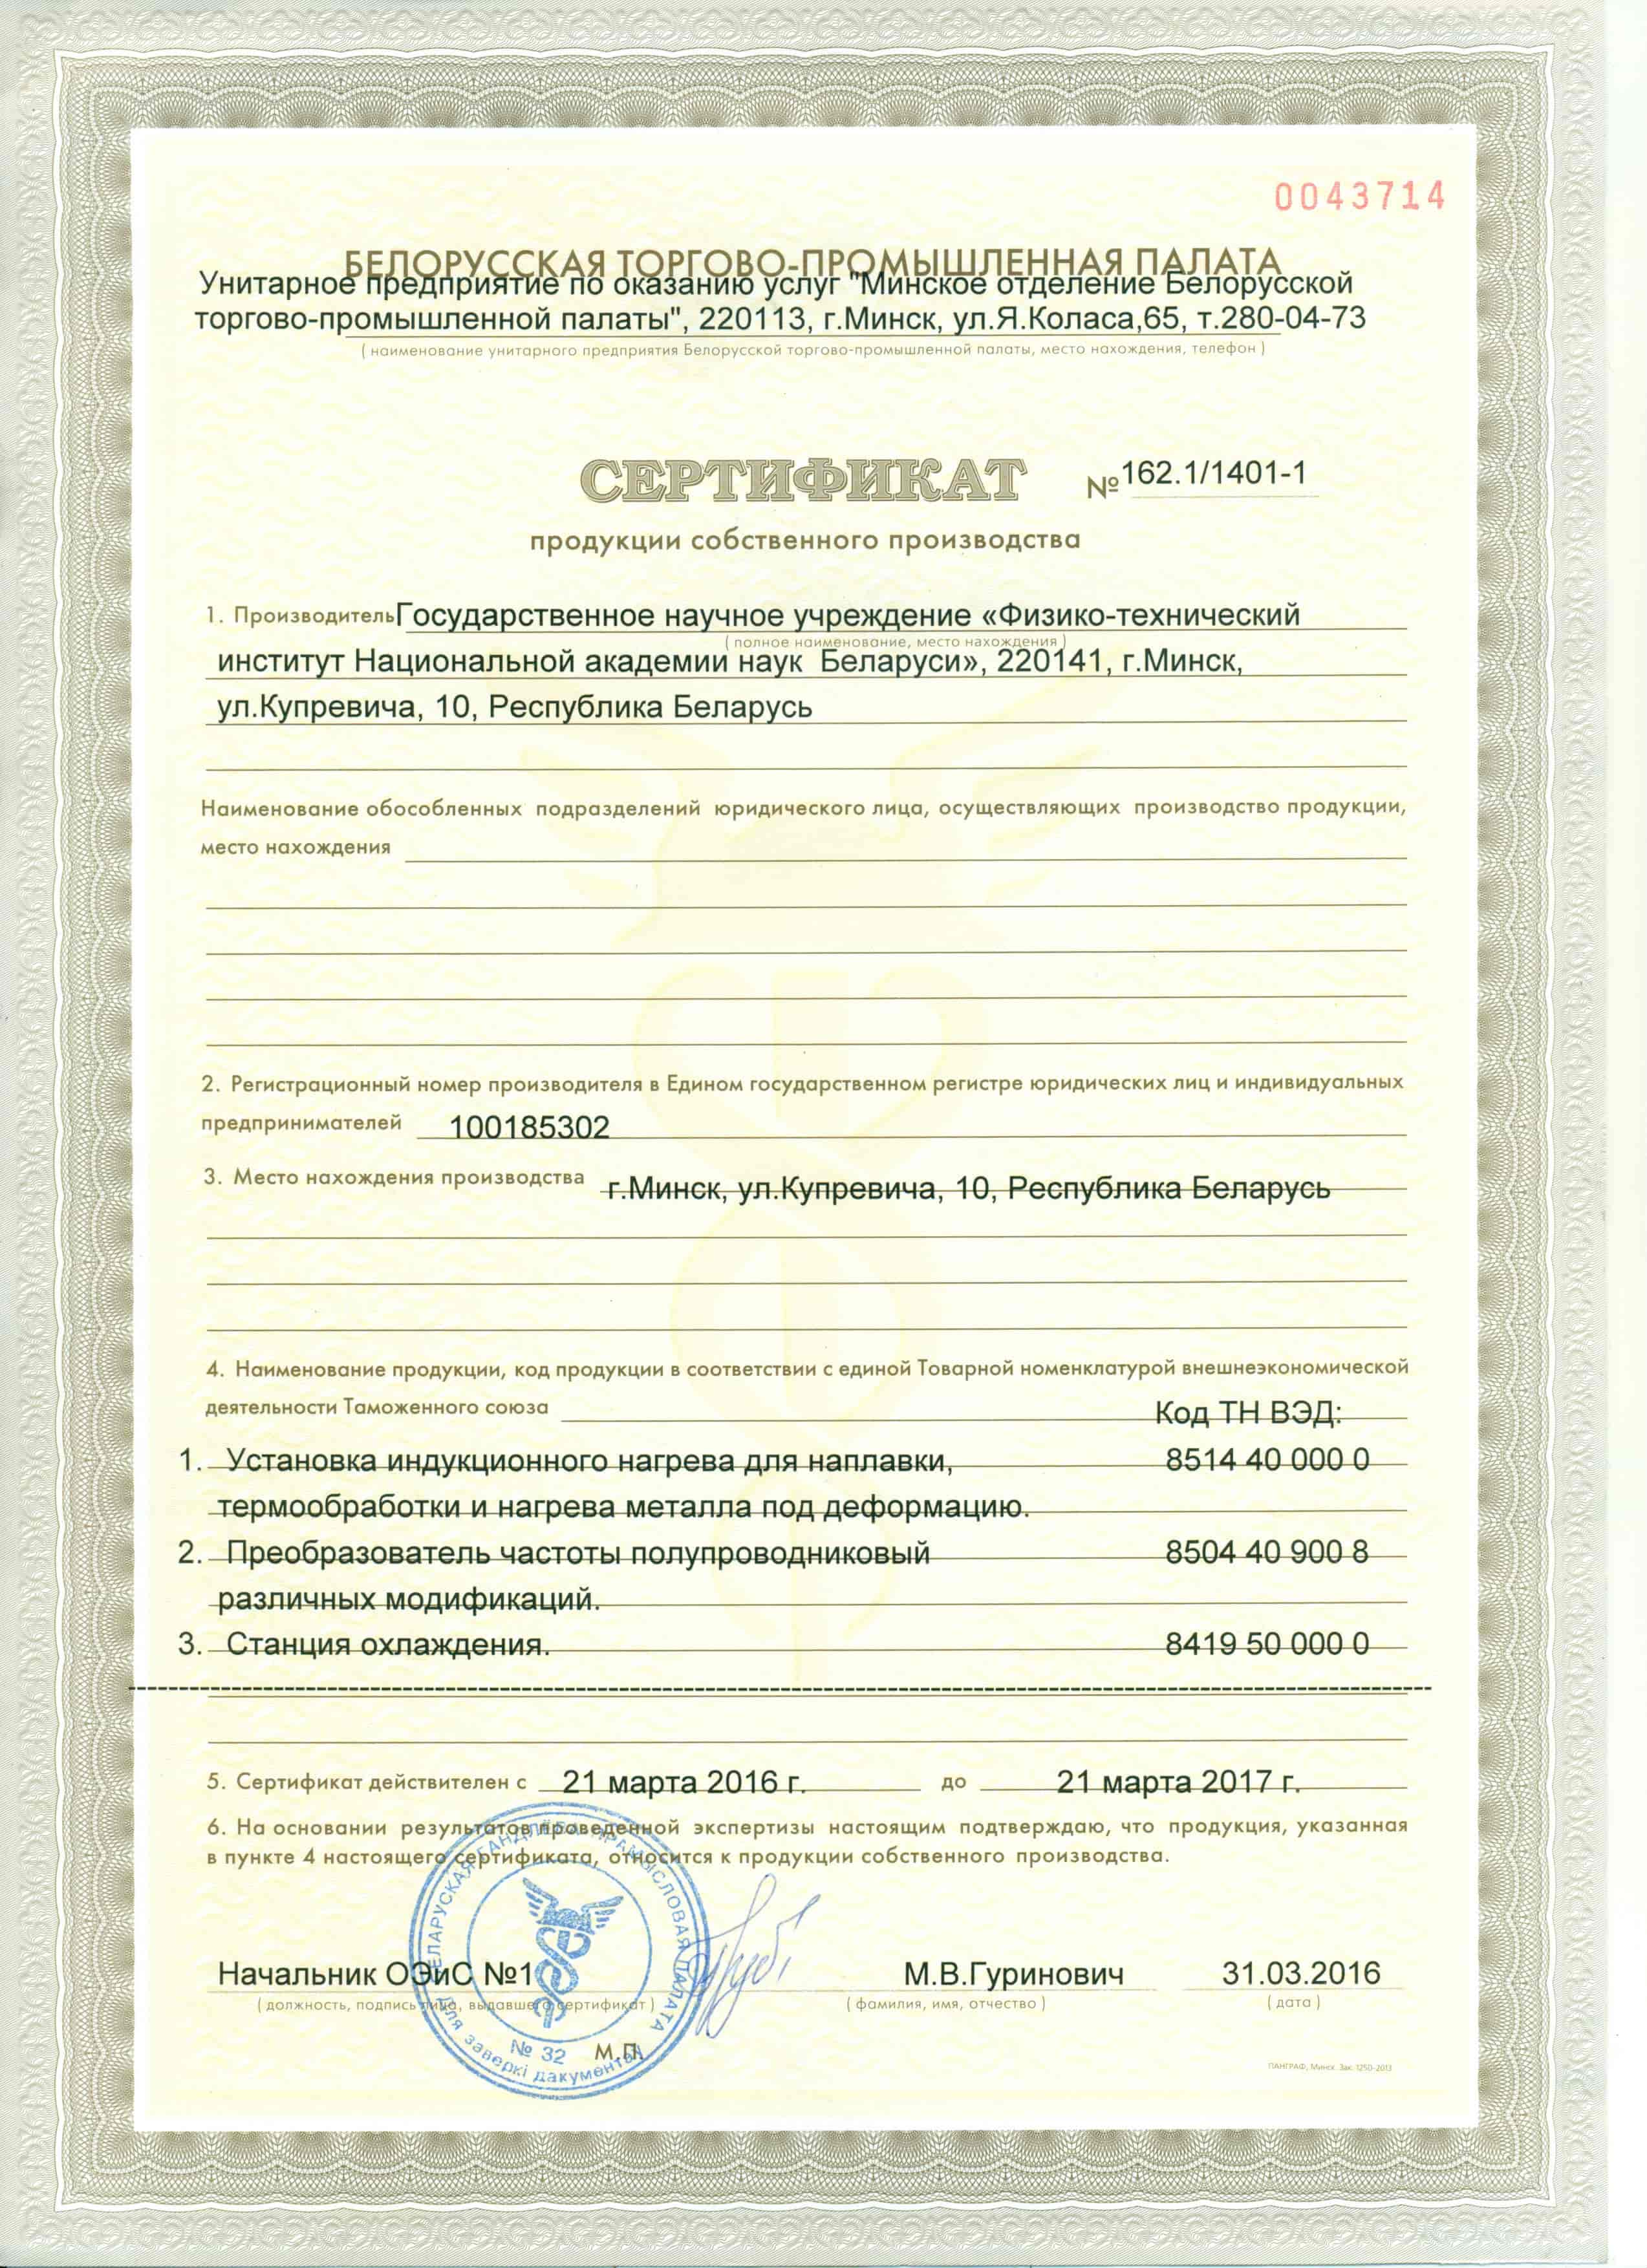 0043714
БЕЛОРУССКАЯ ТОРГОВО-ПРОМЫШЛЕННАЯ ПАЛАТА
Унитарное предприятие по оказанию услуг "Минское отделение Белорусской
торгово-промышленной палаты", 220113, г.Минск, ул.Я.Коласа,65, т.280-04-73
( наименование унитарного предприятия Белорусской торгово-промышленной палаты, место нахождения, телефон )
СЕРТИФИКАТ № 162.1/1401-1
продукции собственного производства
1. Производитель Государственное научное учреждение «Физико-технический
( полное наименование, место нахождения )
институт Национальной академии наук Беларуси», 220141, г.Минск,
ул.Купревича, 10, Республика Беларусь
Наименование обособленных подразделений юридического лица, осуществляющих производство продукции,
место нахождения
2. Регистрационный номер производителя в Едином государственном регистре юридических лиц и индивидуальных
предпринимателей 100185302
3. Место нахождения производства г.Минск, ул.Купревича, 10, Республика Беларусь
4. Наименование продукции, код продукции в соответствии с единой Товарной номенклатурой внешнеэкономической
деятельности Таможенного союза Код ТН ВЭД:
1. Установка индукционного нагрева для наплавки, 8514 40 000 0
термообработки и нагрева металла под деформацию.
2. Преобразователь частоты полупроводниковый 8504 40 900 8
различных модификаций.
3. Станция охлаждения. 8419 50 000 0
5. Сертификат действителен с 21 марта 2016 г. до 21 марта 2017 г.
6. На основании результатов проведенной экспертизы настоящим подтверждаю, что продукция, указанная
в пункте 4 настоящего сертификата, относится к продукции собственного производства.
БЕЛАРУСКАЯ ГАНДЛЁВА-ПРАМЫСЛОВАЯ ПАЛАТА
Начальник ОЭиС №1 М.В.Гуринович 31.03.2016
( должность, подпись лица, выдавшего сертификат ) ( фамилия, имя, отчество ) ( дата )
№ 32 М.П.
Для заверкі дакументаў
ПАНГРАФ, Минск. Зак. 1250-2013